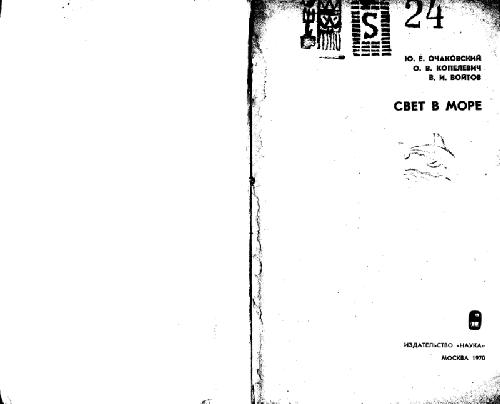 24
Ю. Е. ОЧАКОВСКИЙ
О. В. КОПЕЛЕВИЧ
В. И. ВОЙТОВ
СВЕТ В МОРЕ
ИЗДАТЕЛЬСТВО «НАУКА»
МОСКВА 1970